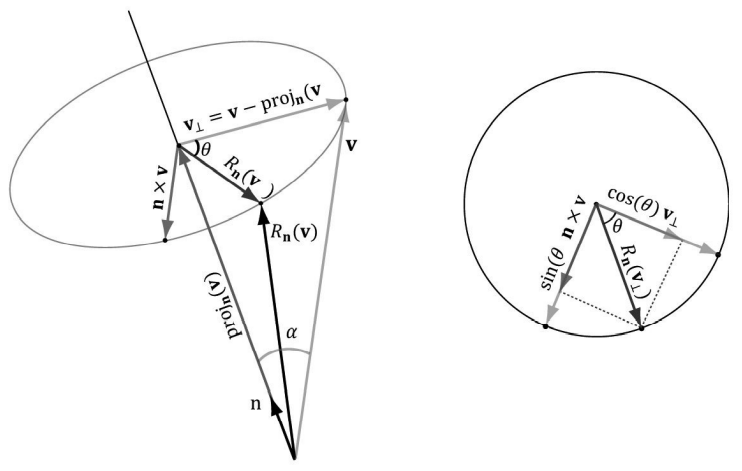 v⊥ = v − projₙ(v
θ
v
n × v
Rₙ(v )
Rₙ(v)
projₙ(v)
α
n
cos(θ) v⊥
θ
sin(θ n × v
Rₙ(v⊥)